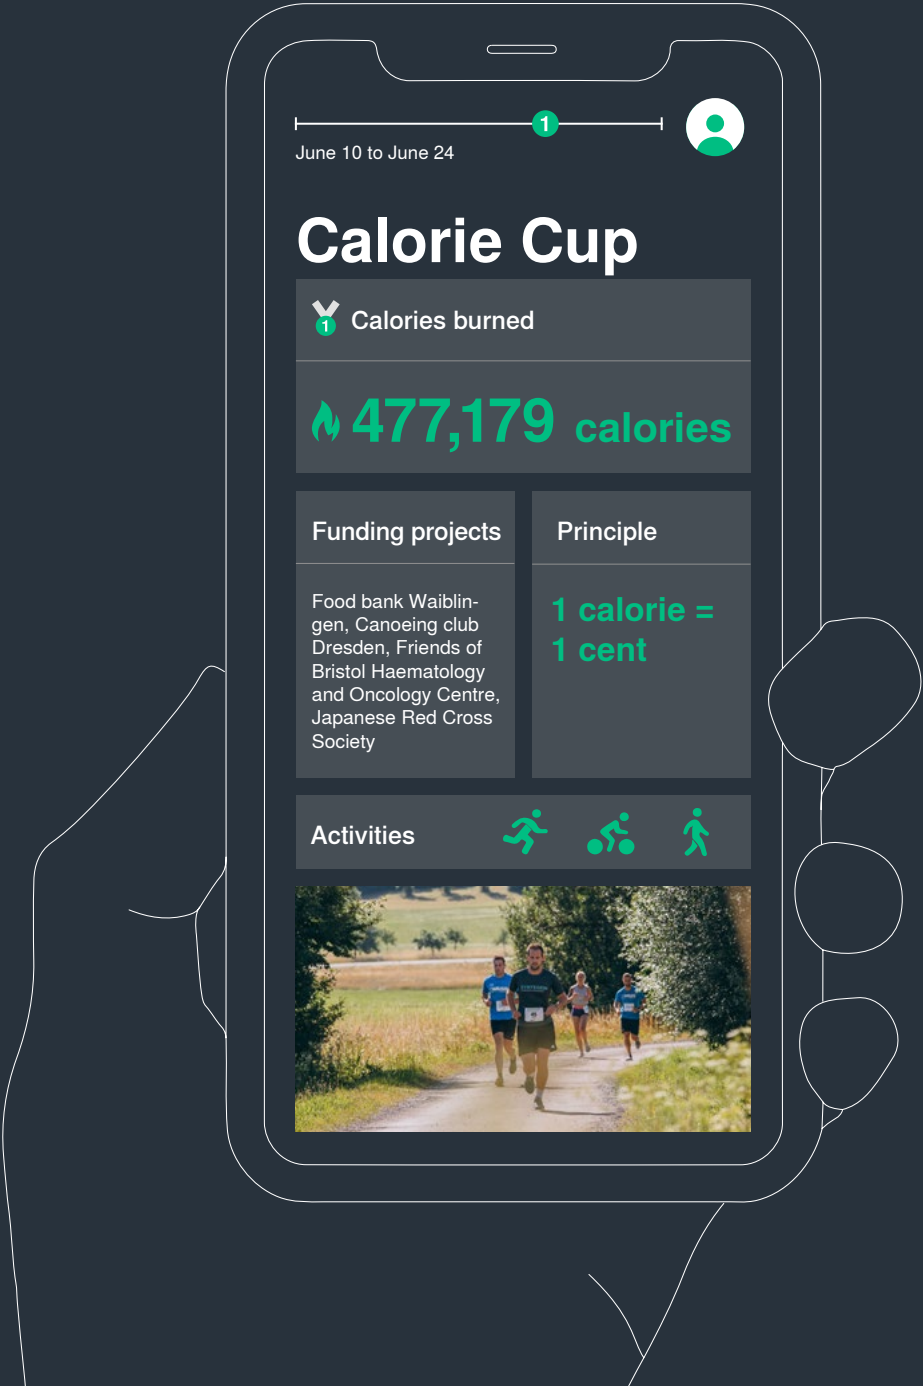 1
June 10 to June 24
Calorie Cup
1
Calories burned
477,179 calories
Funding projects
Food bank Waiblin-
gen, Canoeing club
Dresden, Friends of
Bristol Haematology
and Oncology Centre,
Japanese Red Cross
Society
Principle
1 calorie =
1 cent
Activities